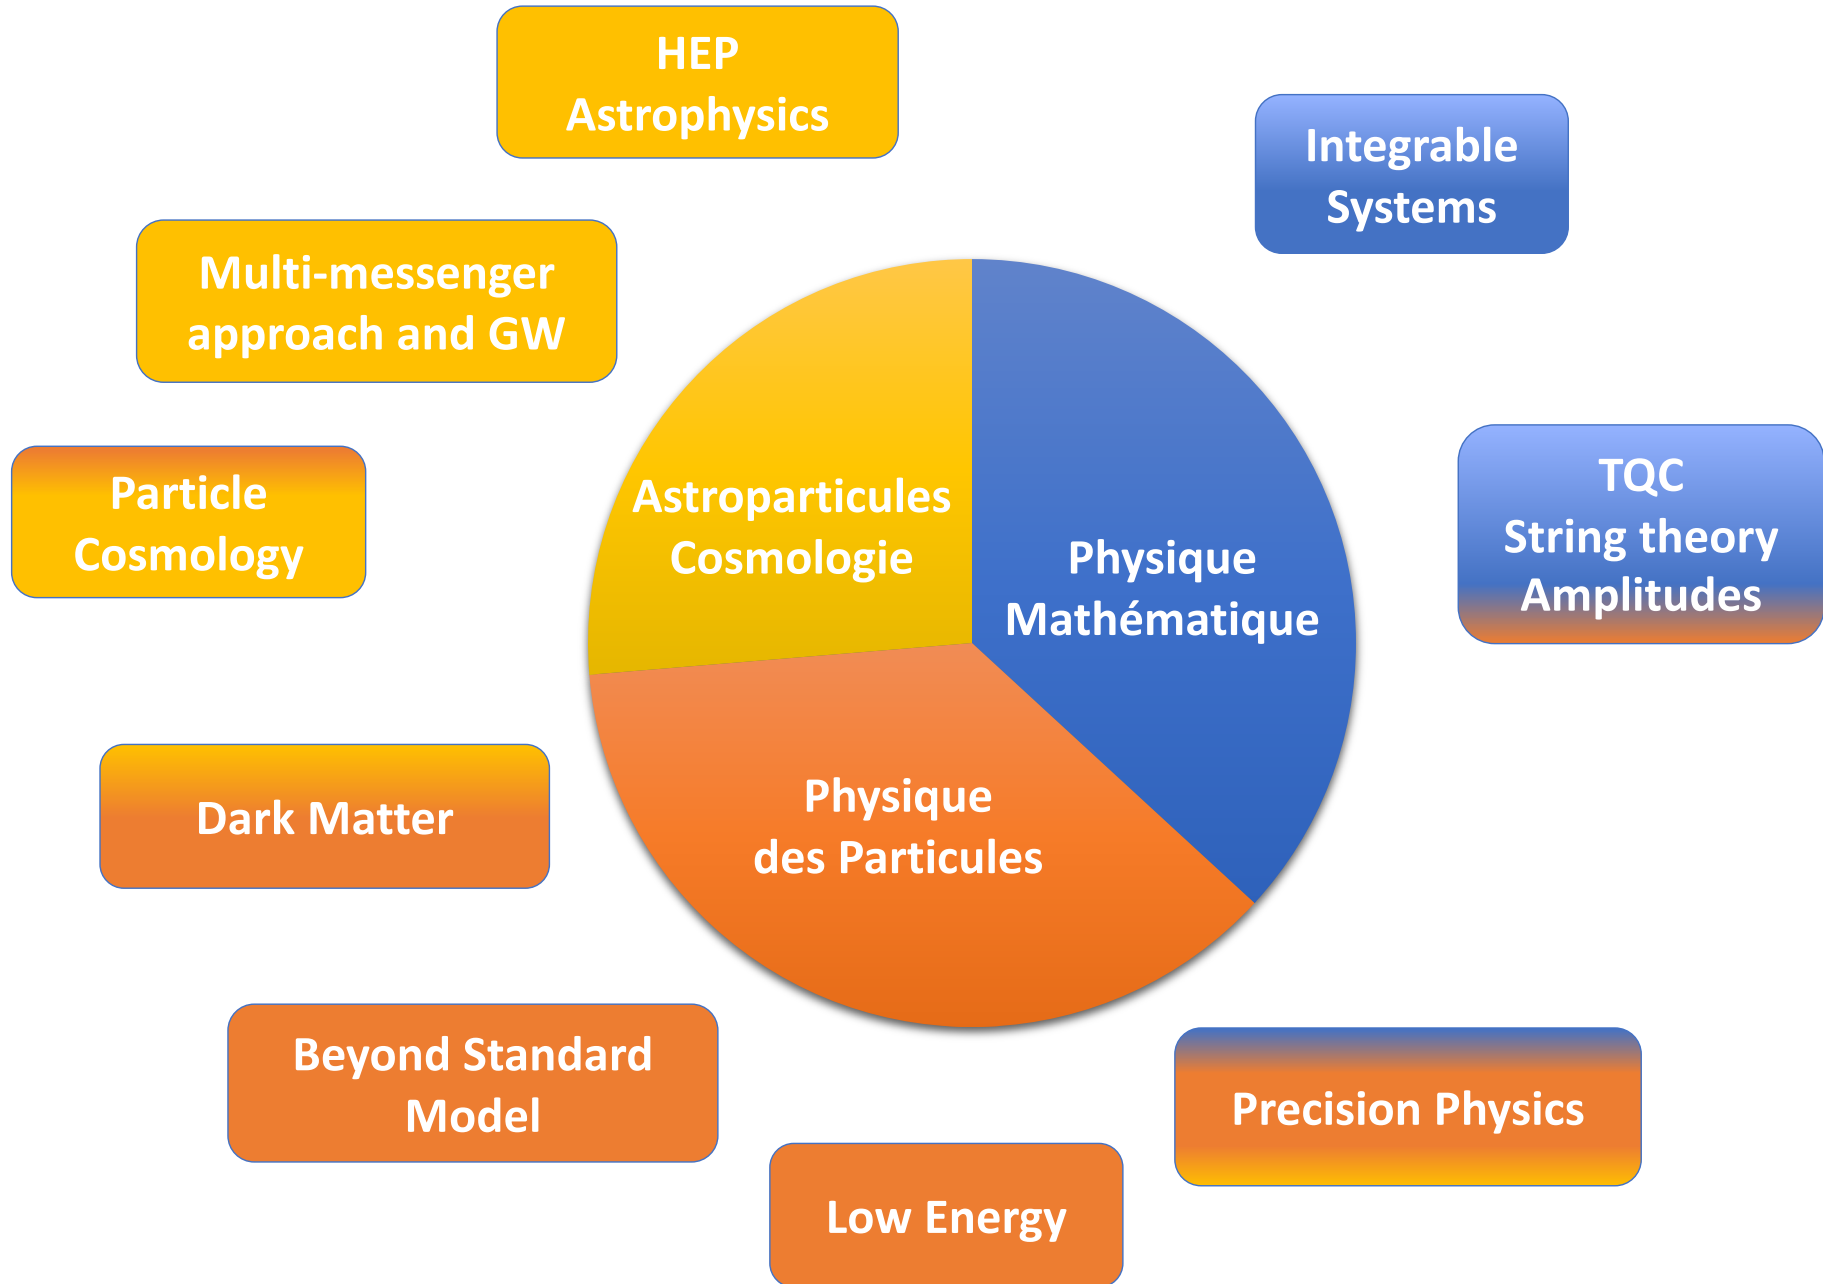 HEP
Astrophysics
Integrable
Systems
Multi-messenger
approach and GW
Particle
Cosmology
Astroparticules
Cosmologie
Physique
Mathématique
TQC
String theory
Amplitudes
Dark Matter
Physique
des Particules
Beyond Standard
Model
Precision Physics
Low Energy